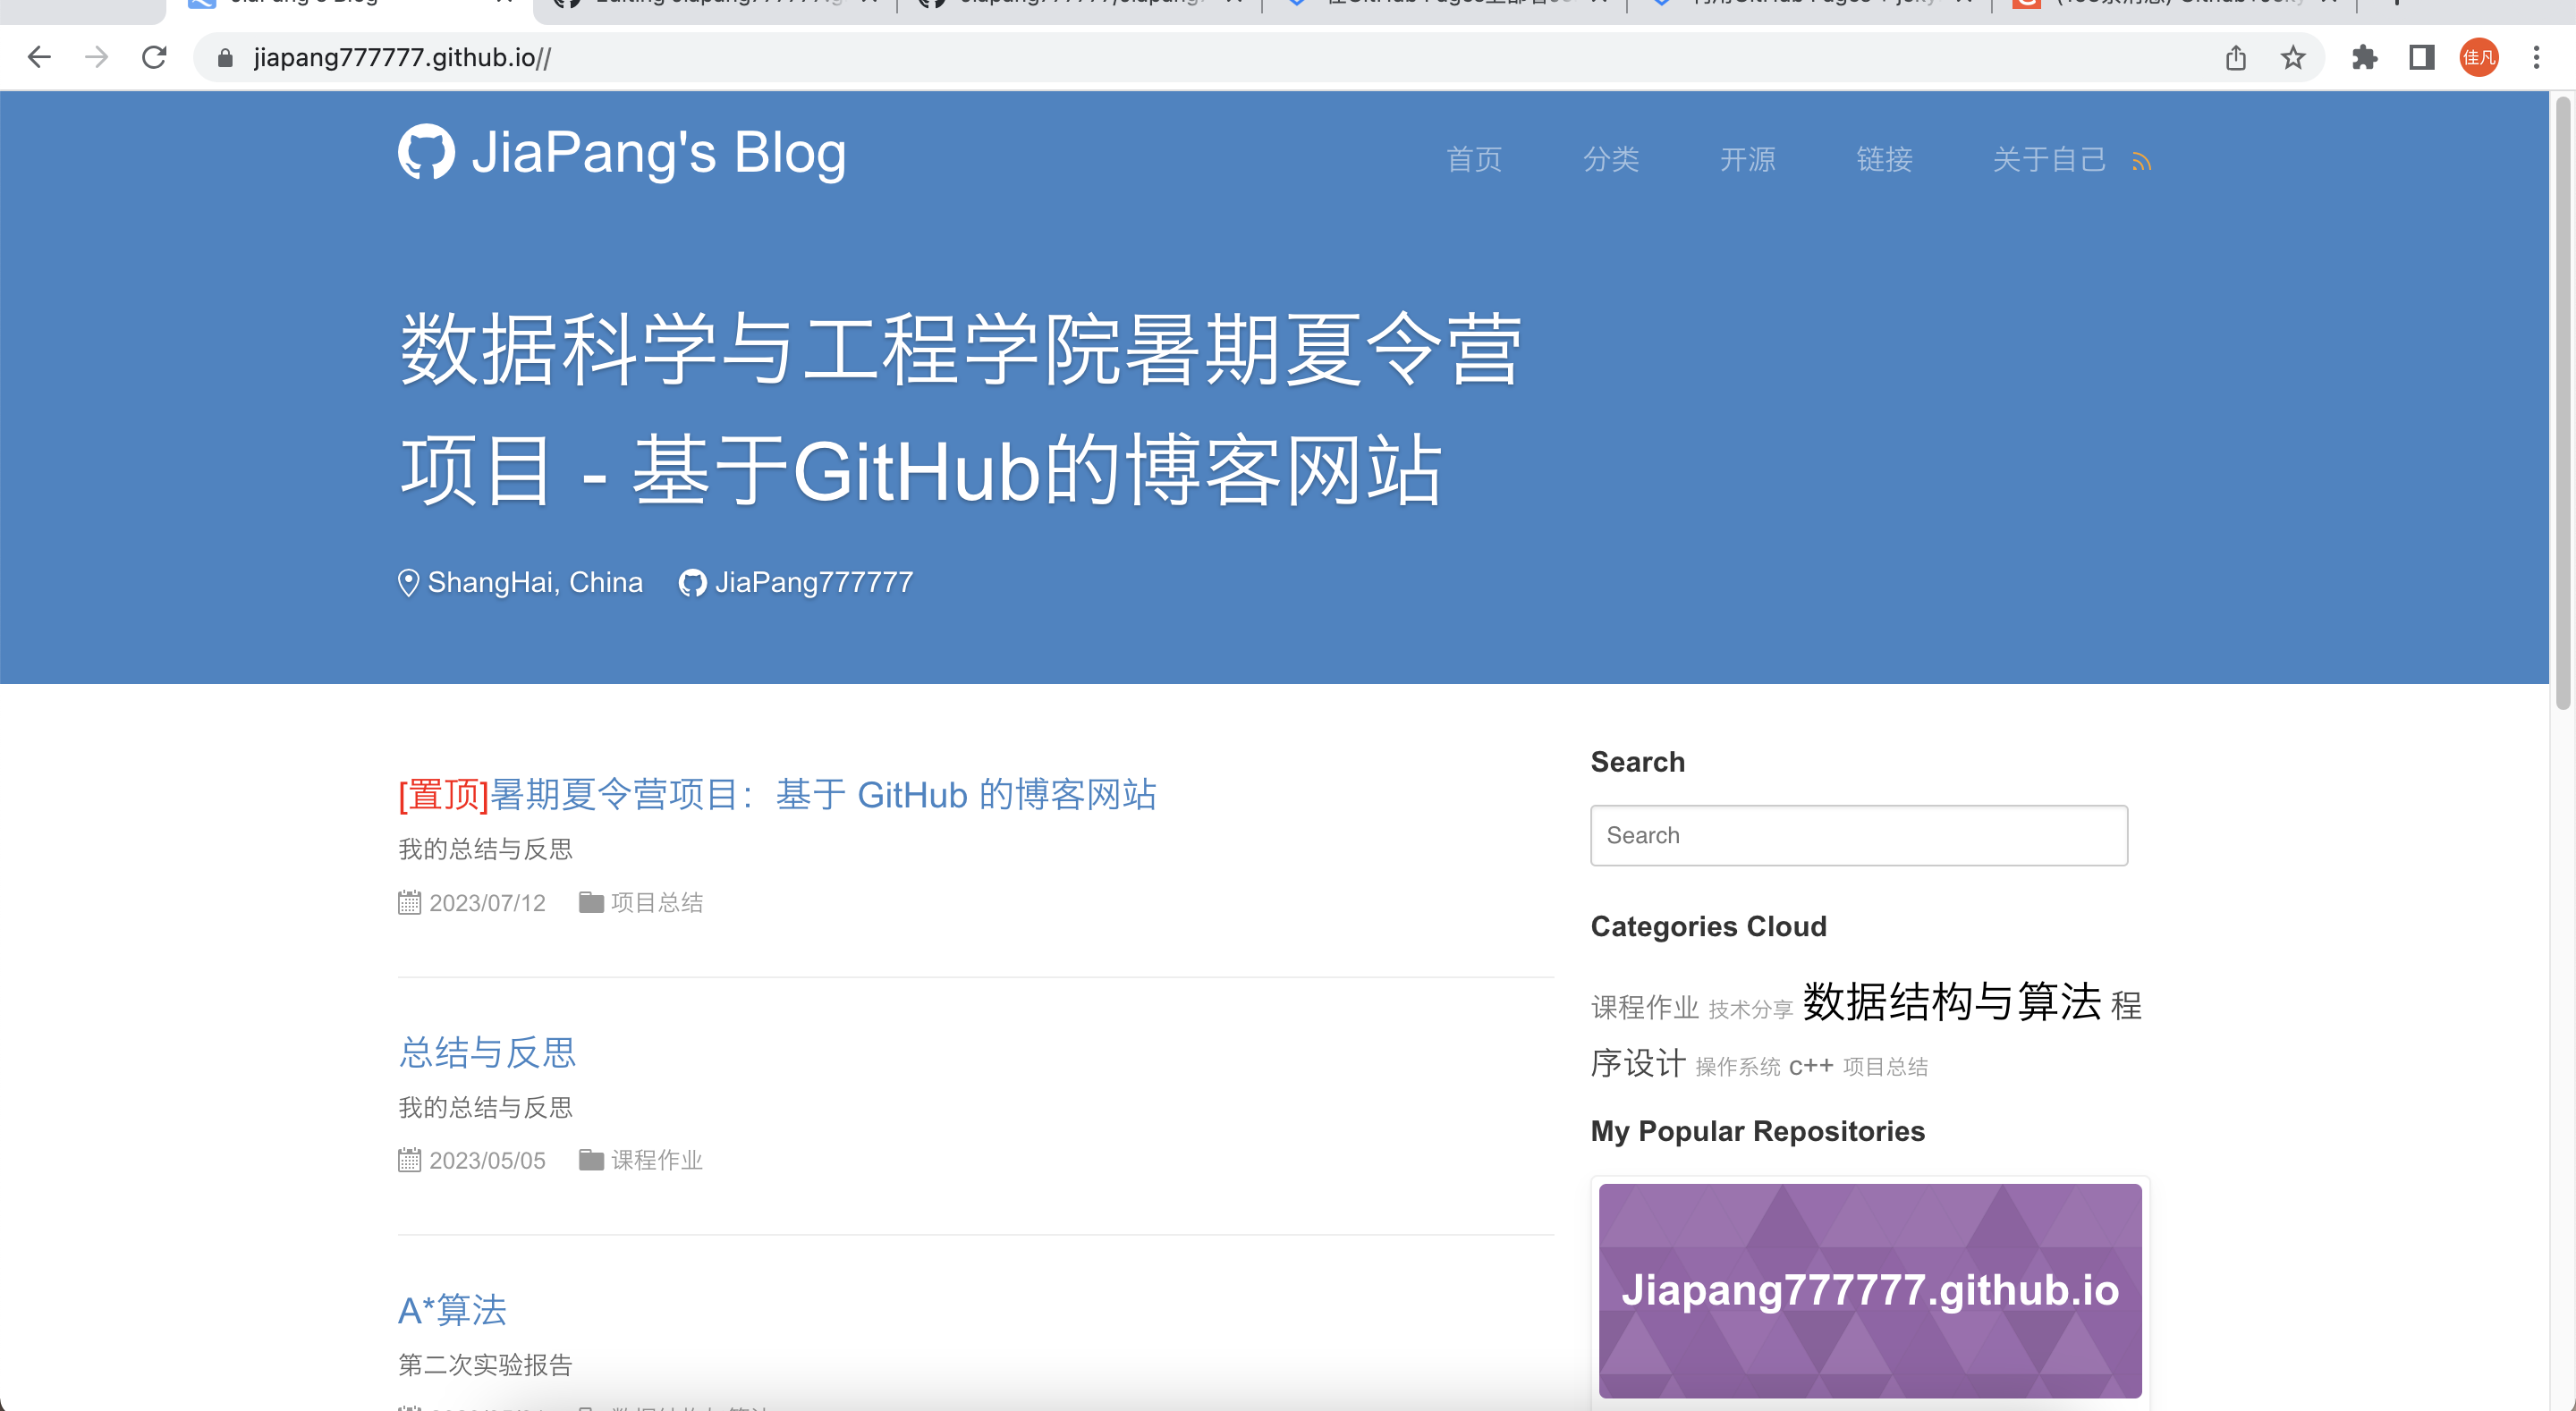 jiapang777777.github.io//
佳凡
JiaPang's Blog
首页 分类 开源 链接 关于自己
数据科学与工程学院暑期夏令营
项目 - 基于GitHub的博客网站
ShangHai, China JiaPang777777
[置顶]暑期夏令营项目：基于 GitHub 的博客网站
我的总结与反思
2023/07/12 项目总结
总结与反思
我的总结与反思
2023/05/05 课程作业
A*算法
第二次实验报告
Search
Search
Categories Cloud
课程作业 技术分享 数据结构与算法 程
序设计 操作系统 c++ 项目总结
My Popular Repositories
Jiapang777777.github.io